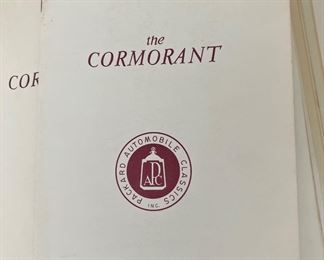 the
CORMORANT
COR
PACKARD AUTOMOBILE CLASSICS
INC.
PAC